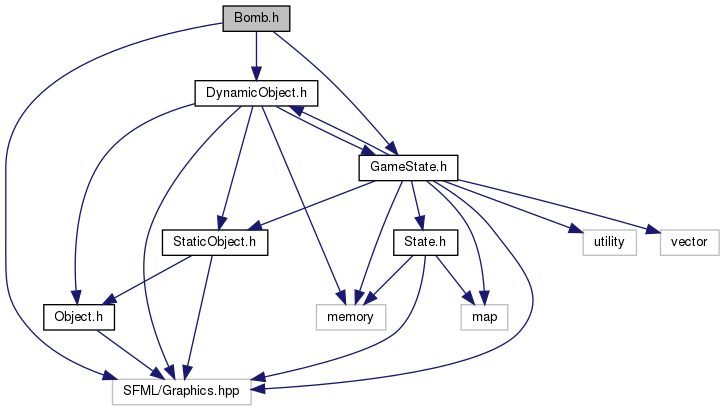 Bomb.h
DynamicObject.h
GameState.h
StaticObject.h
State.h
utility
vector
Object.h
memory
map
SFML/Graphics.hpp